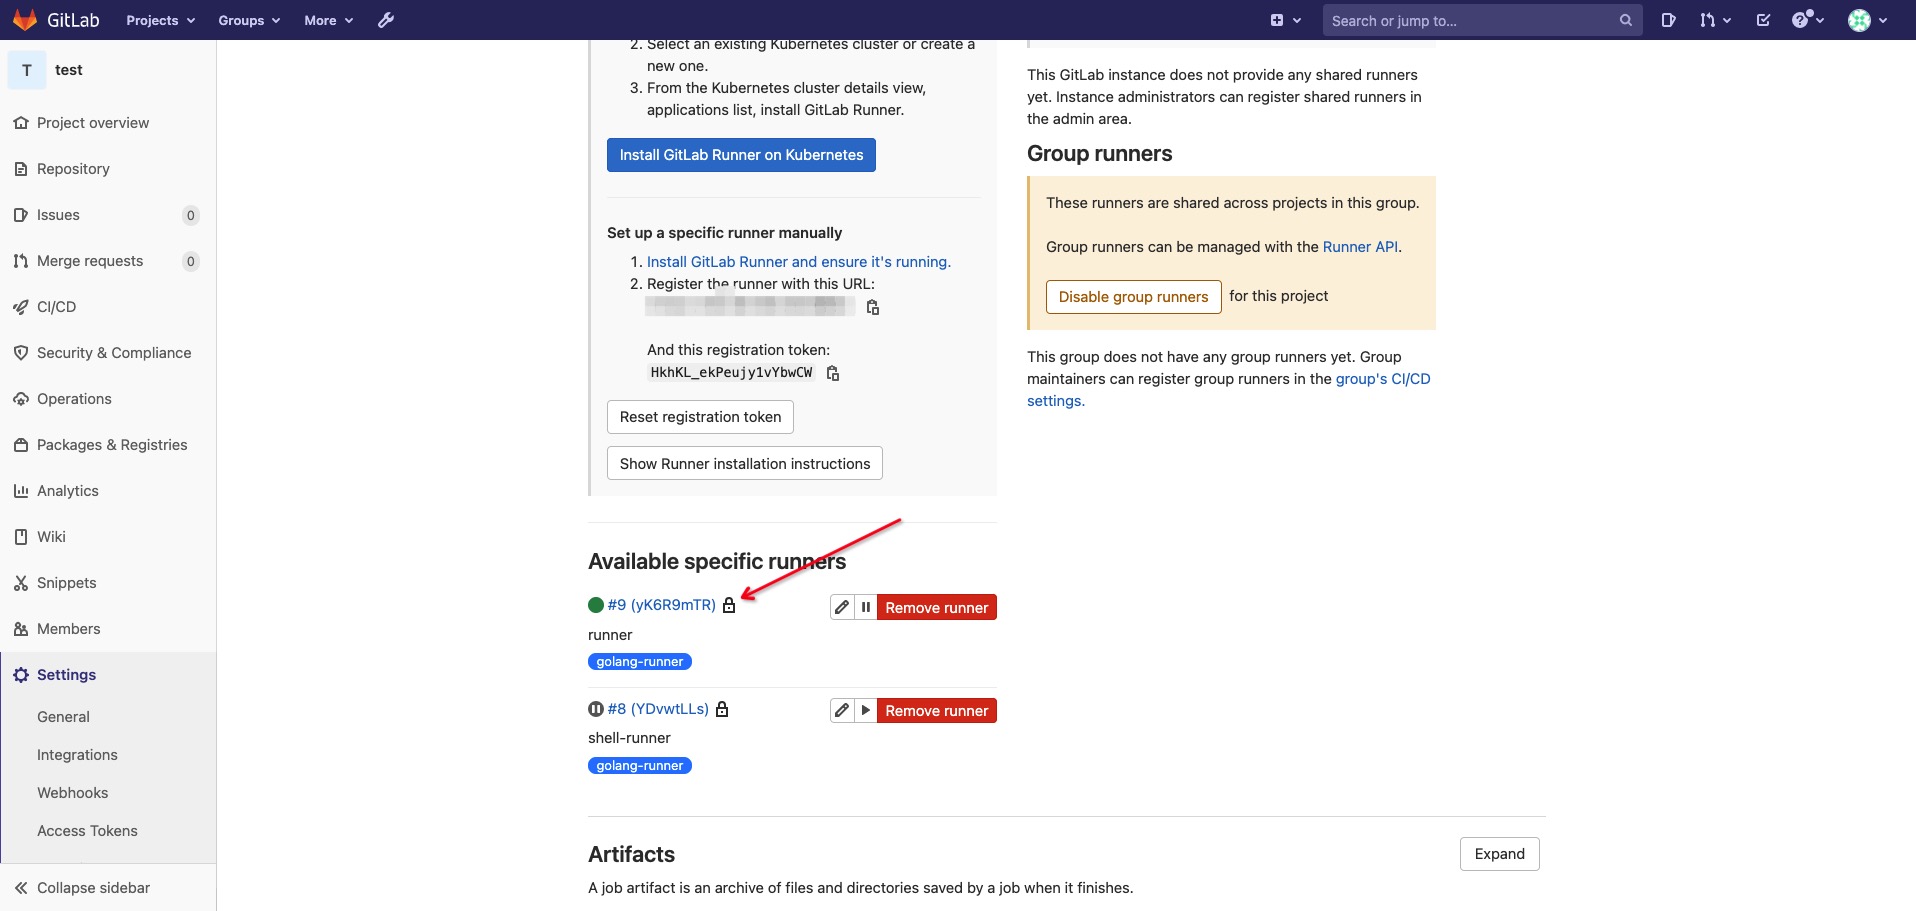 GitLab
Projects
Groups
More
Search or jump to...
T
test
Project overview
Repository
Issues
0
Merge requests
0
CI/CD
Security & Compliance
Operations
Packages & Registries
Analytics
Wiki
Snippets
Members
Settings
General
Integrations
Webhooks
Access Tokens
Collapse sidebar
2. Select an existing Kubernetes cluster or create a
new one.
3. From the Kubernetes cluster details view,
applications list, install GitLab Runner.
Install GitLab Runner on Kubernetes
Set up a specific runner manually
1. Install GitLab Runner and ensure it's running.
2. Register the runner with this URL:
And this registration token:
HkhKL_ekPeujy1vYbwCW
Reset registration token
Show Runner installation instructions
Available specific runners
#9 (yK6R9mTR)
Remove runner
runner
golang-runner
#8 (YDvwtLLs)
Remove runner
shell-runner
golang-runner
This GitLab instance does not provide any shared runners
yet. Instance administrators can register shared runners in
the admin area.
Group runners
These runners are shared across projects in this group.
Group runners can be managed with the Runner API.
Disable group runners for this project
This group does not have any group runners yet. Group
maintainers can register group runners in the group's CI/CD
settings.
Artifacts
Expand
A job artifact is an archive of files and directories saved by a job when it finishes.